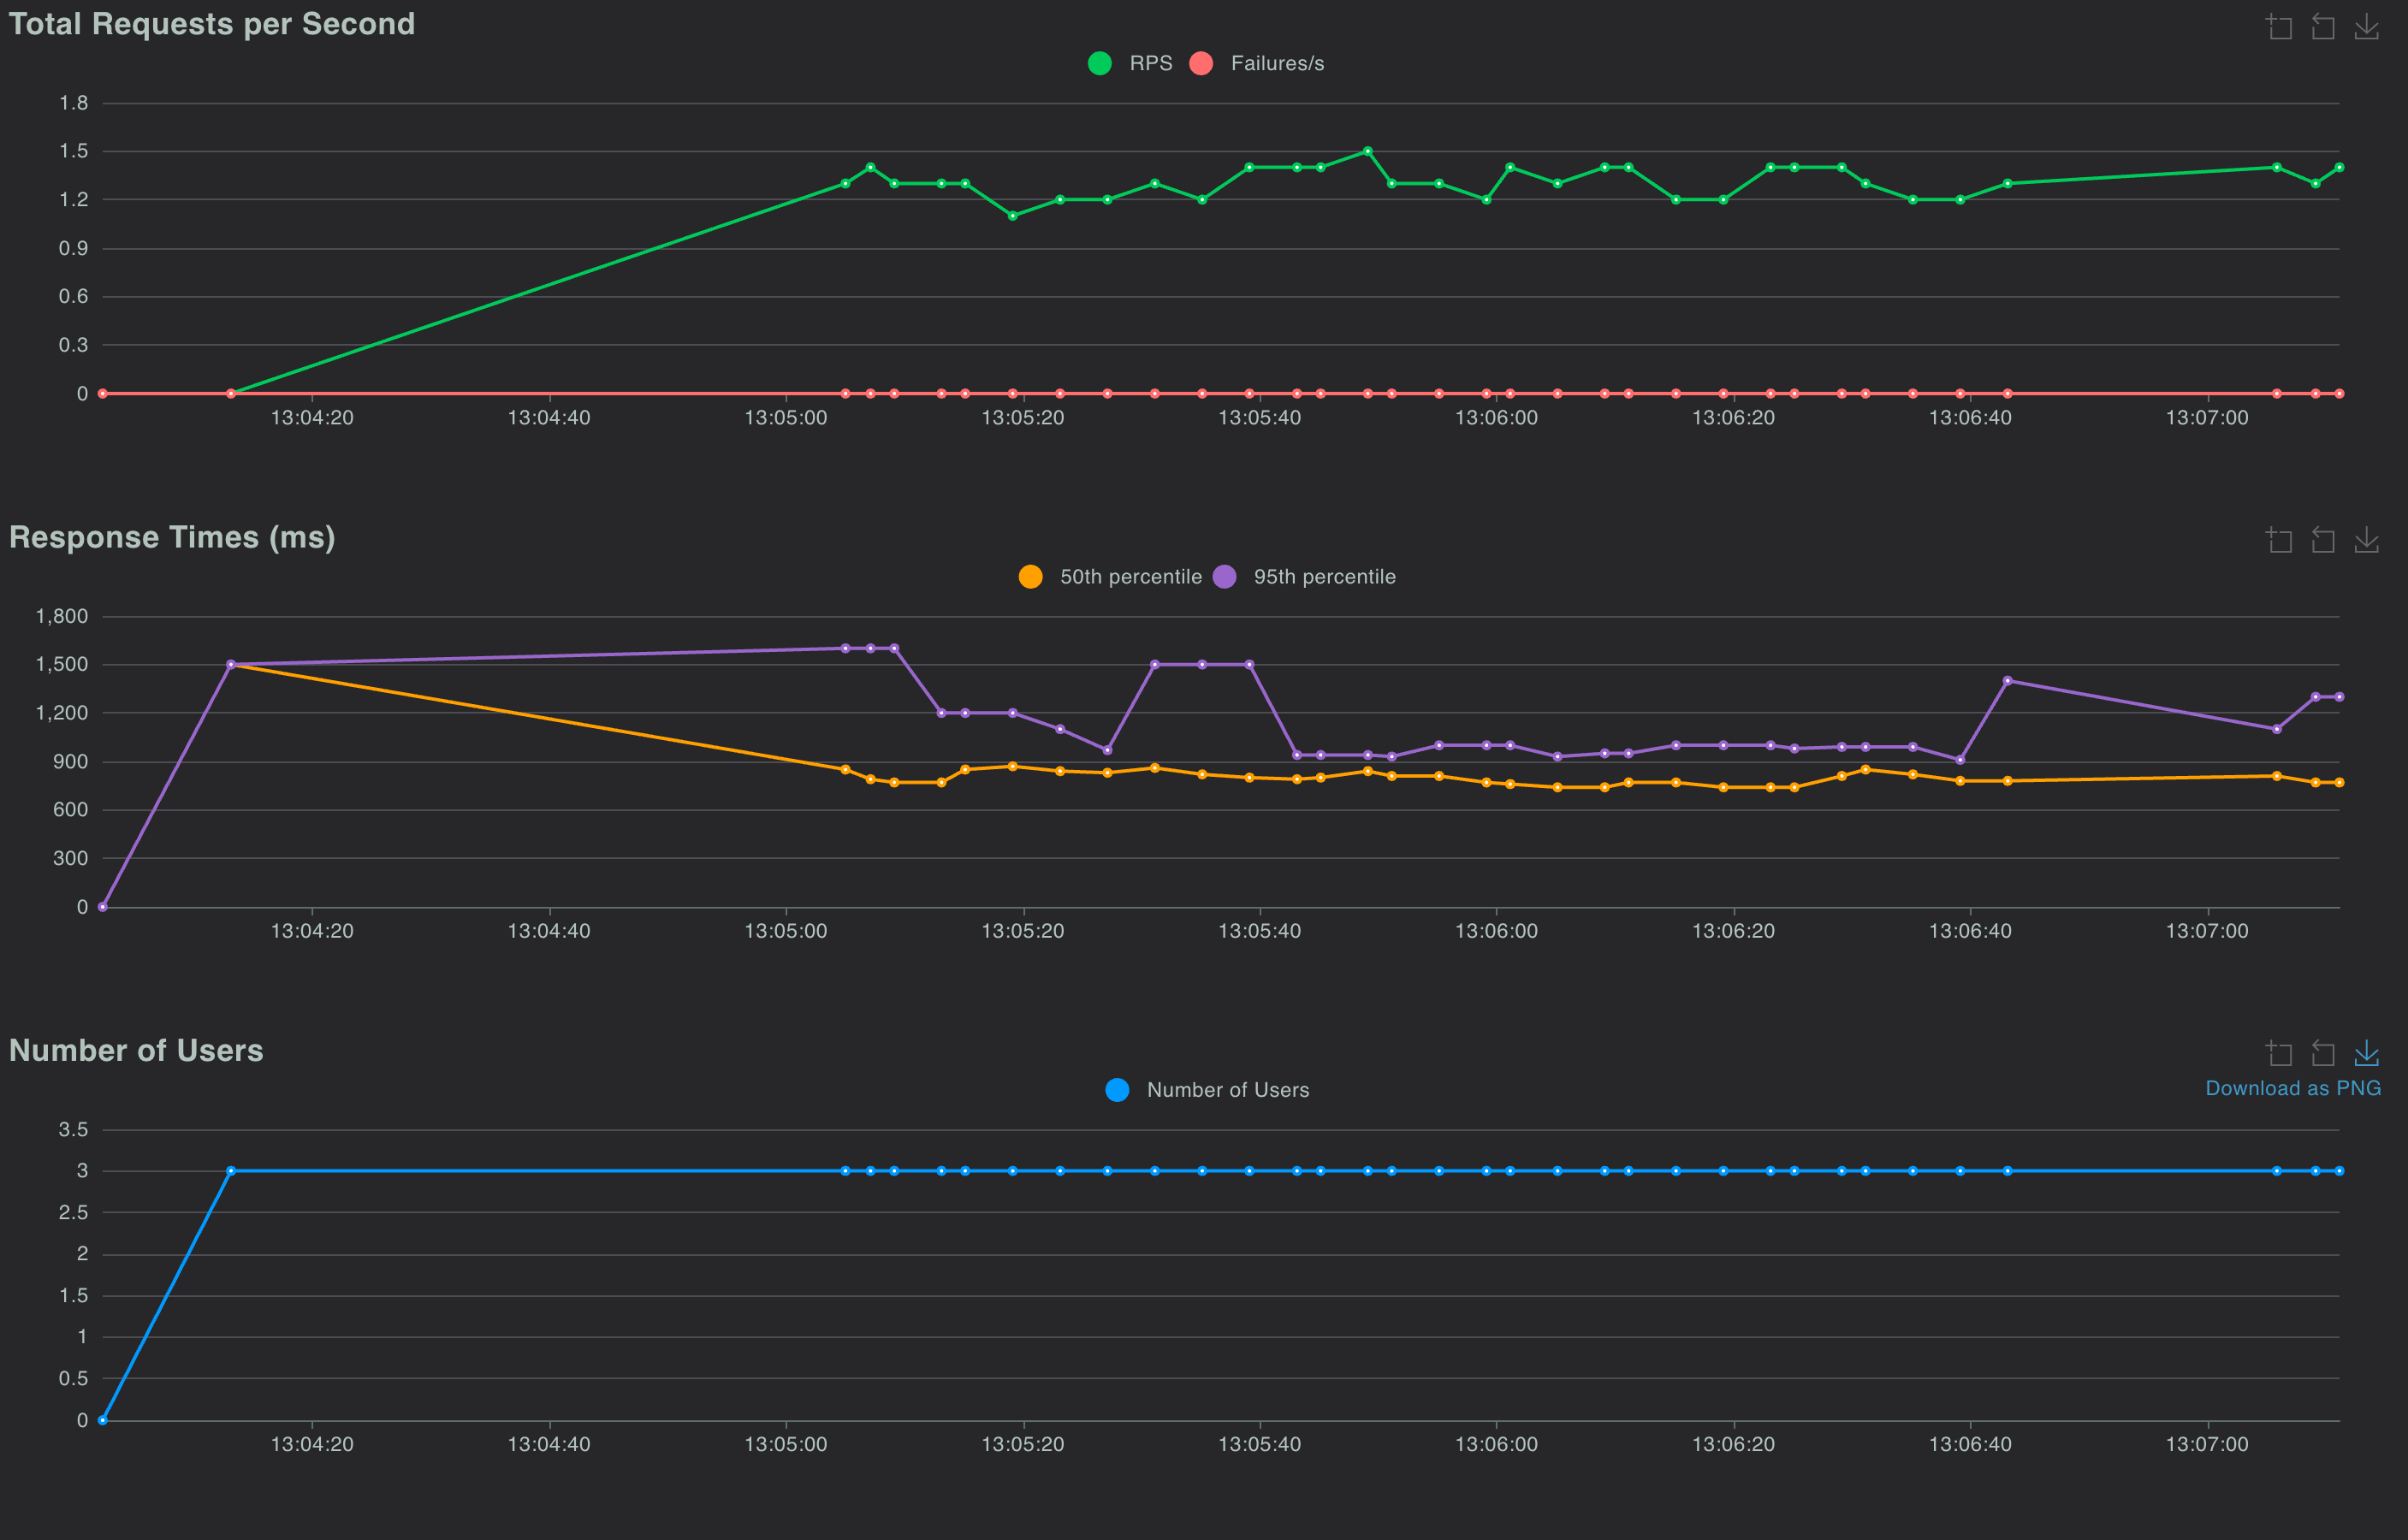 Total Requests per Second
RPS Failures/s
1.8
1.5
1.2
0.9
0.6
0.3
0
13:04:20 13:04:40 13:05:00 13:05:20 13:05:40 13:06:00 13:06:20 13:06:40 13:07:00
Response Times (ms)
50th percentile 95th percentile
1,800
1,500
1,200
900
600
300
0
13:04:20 13:04:40 13:05:00 13:05:20 13:05:40 13:06:00 13:06:20 13:06:40 13:07:00
Number of Users
Number of Users
Download as PNG
3.5
3
2.5
2
1.5
1
0.5
0
13:04:20 13:04:40 13:05:00 13:05:20 13:05:40 13:06:00 13:06:20 13:06:40 13:07:00